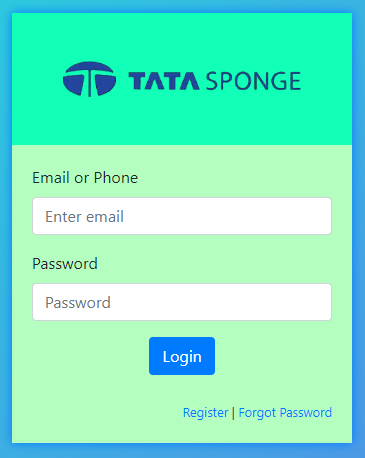 TATA SPONGE
Email or Phone
Enter email
Password
Password
Login
Register | Forgot Password